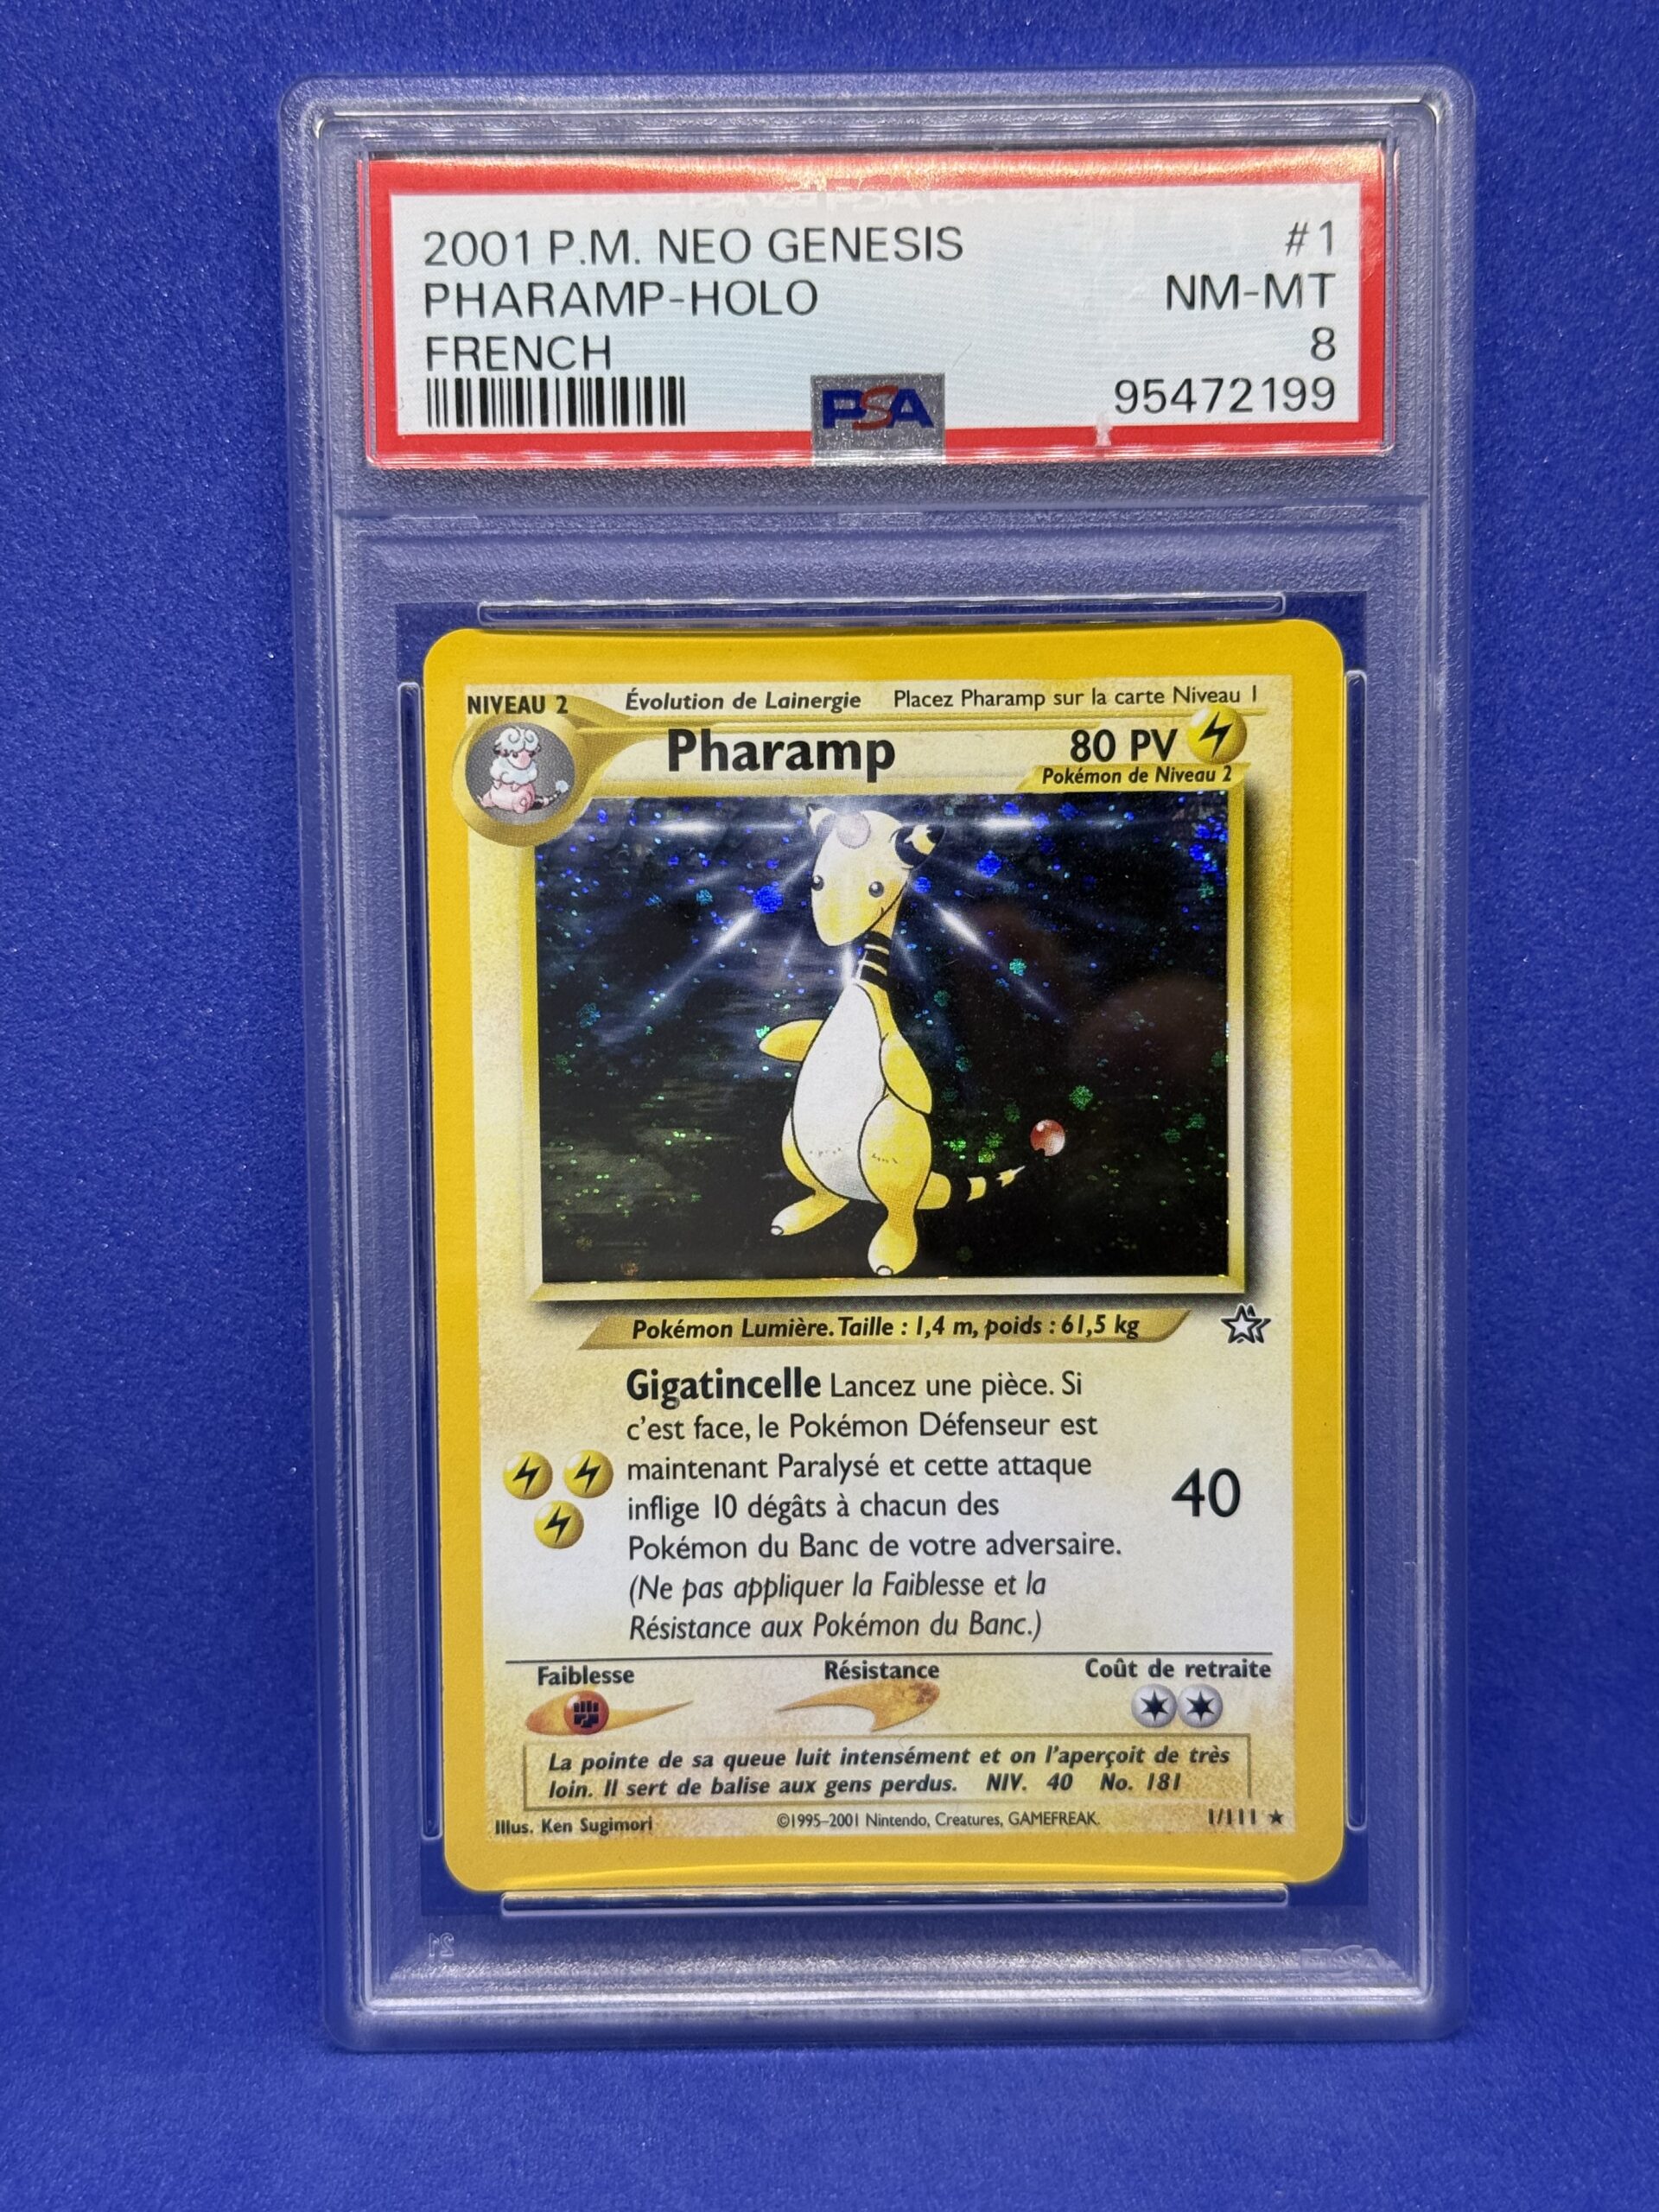 2001 P.M. NEO GENESIS #1
PHARAMP-HOLO NM-MT
FRENCH 8
PSA 95472199
NIVEAU 2 Évolution de Lainergie Placez Pharamp sur la carte Niveau 1
Pharamp 80 PV
Pokémon de Niveau 2
Pokémon Lumière. Taille : 1,4 m, poids : 61,5 kg
Gigatincelle Lancez une pièce. Si
c'est face, le Pokémon Défenseur est
maintenant Paralysé et cette attaque
inflige 10 dégâts à chacun des
Pokémon du Banc de votre adversaire.
(Ne pas appliquer la Faiblesse et la
Résistance aux Pokémon du Banc.)
40
Faiblesse Résistance Coût de retraite
La pointe de sa queue luit intensément et on l'aperçoit de très
loin. Il sert de balise aux gens perdus. NIV. 40 No. 181
Illus. Ken Sugimori ©1995-2001 Nintendo, Creatures, GAMEFREAK. 1/111 ★